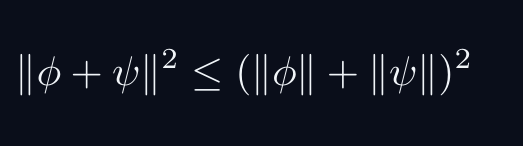 ‖ϕ + ψ‖² ≤ (‖ϕ‖ + ‖ψ‖)²